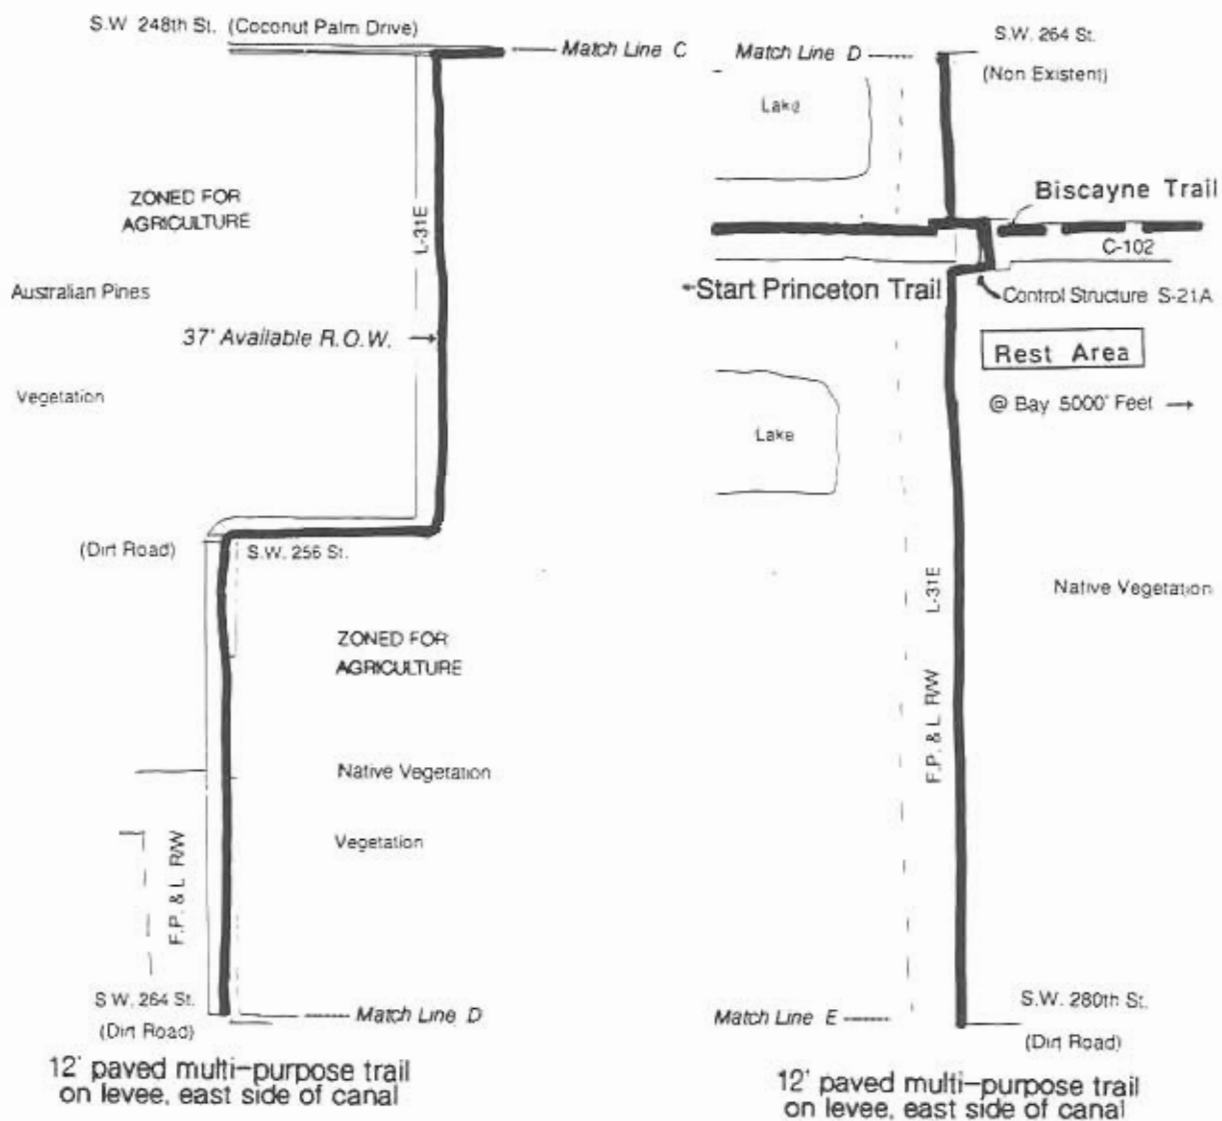 S.W 248th St. (Coconut Palm Drive)
Match Line C
ZONED FOR
AGRICULTURE
L-31E
Australian Pines
37' Available R.O.W.
Vegetation
(Dirt Road)
S.W. 256 St.
ZONED FOR
AGRICULTURE
Native Vegetation
Vegetation
F.P. & L. R/W
S.W. 264 St.
(Dirt Road)
Match Line D
12' paved multi-purpose trail
on levee, east side of canal
Match Line D
S.W. 264 St.
(Non Existent)
Lake
Biscayne Trail
C-102
Start Princeton Trail
Control Structure S-21A
Rest Area
@ Bay 5000' Feet →
Lake
L-31E
Native Vegetation
F.P. & L. R/W
Match Line E
S.W. 280th St.
(Dirt Road)
12' paved multi-purpose trail
on levee, east side of canal